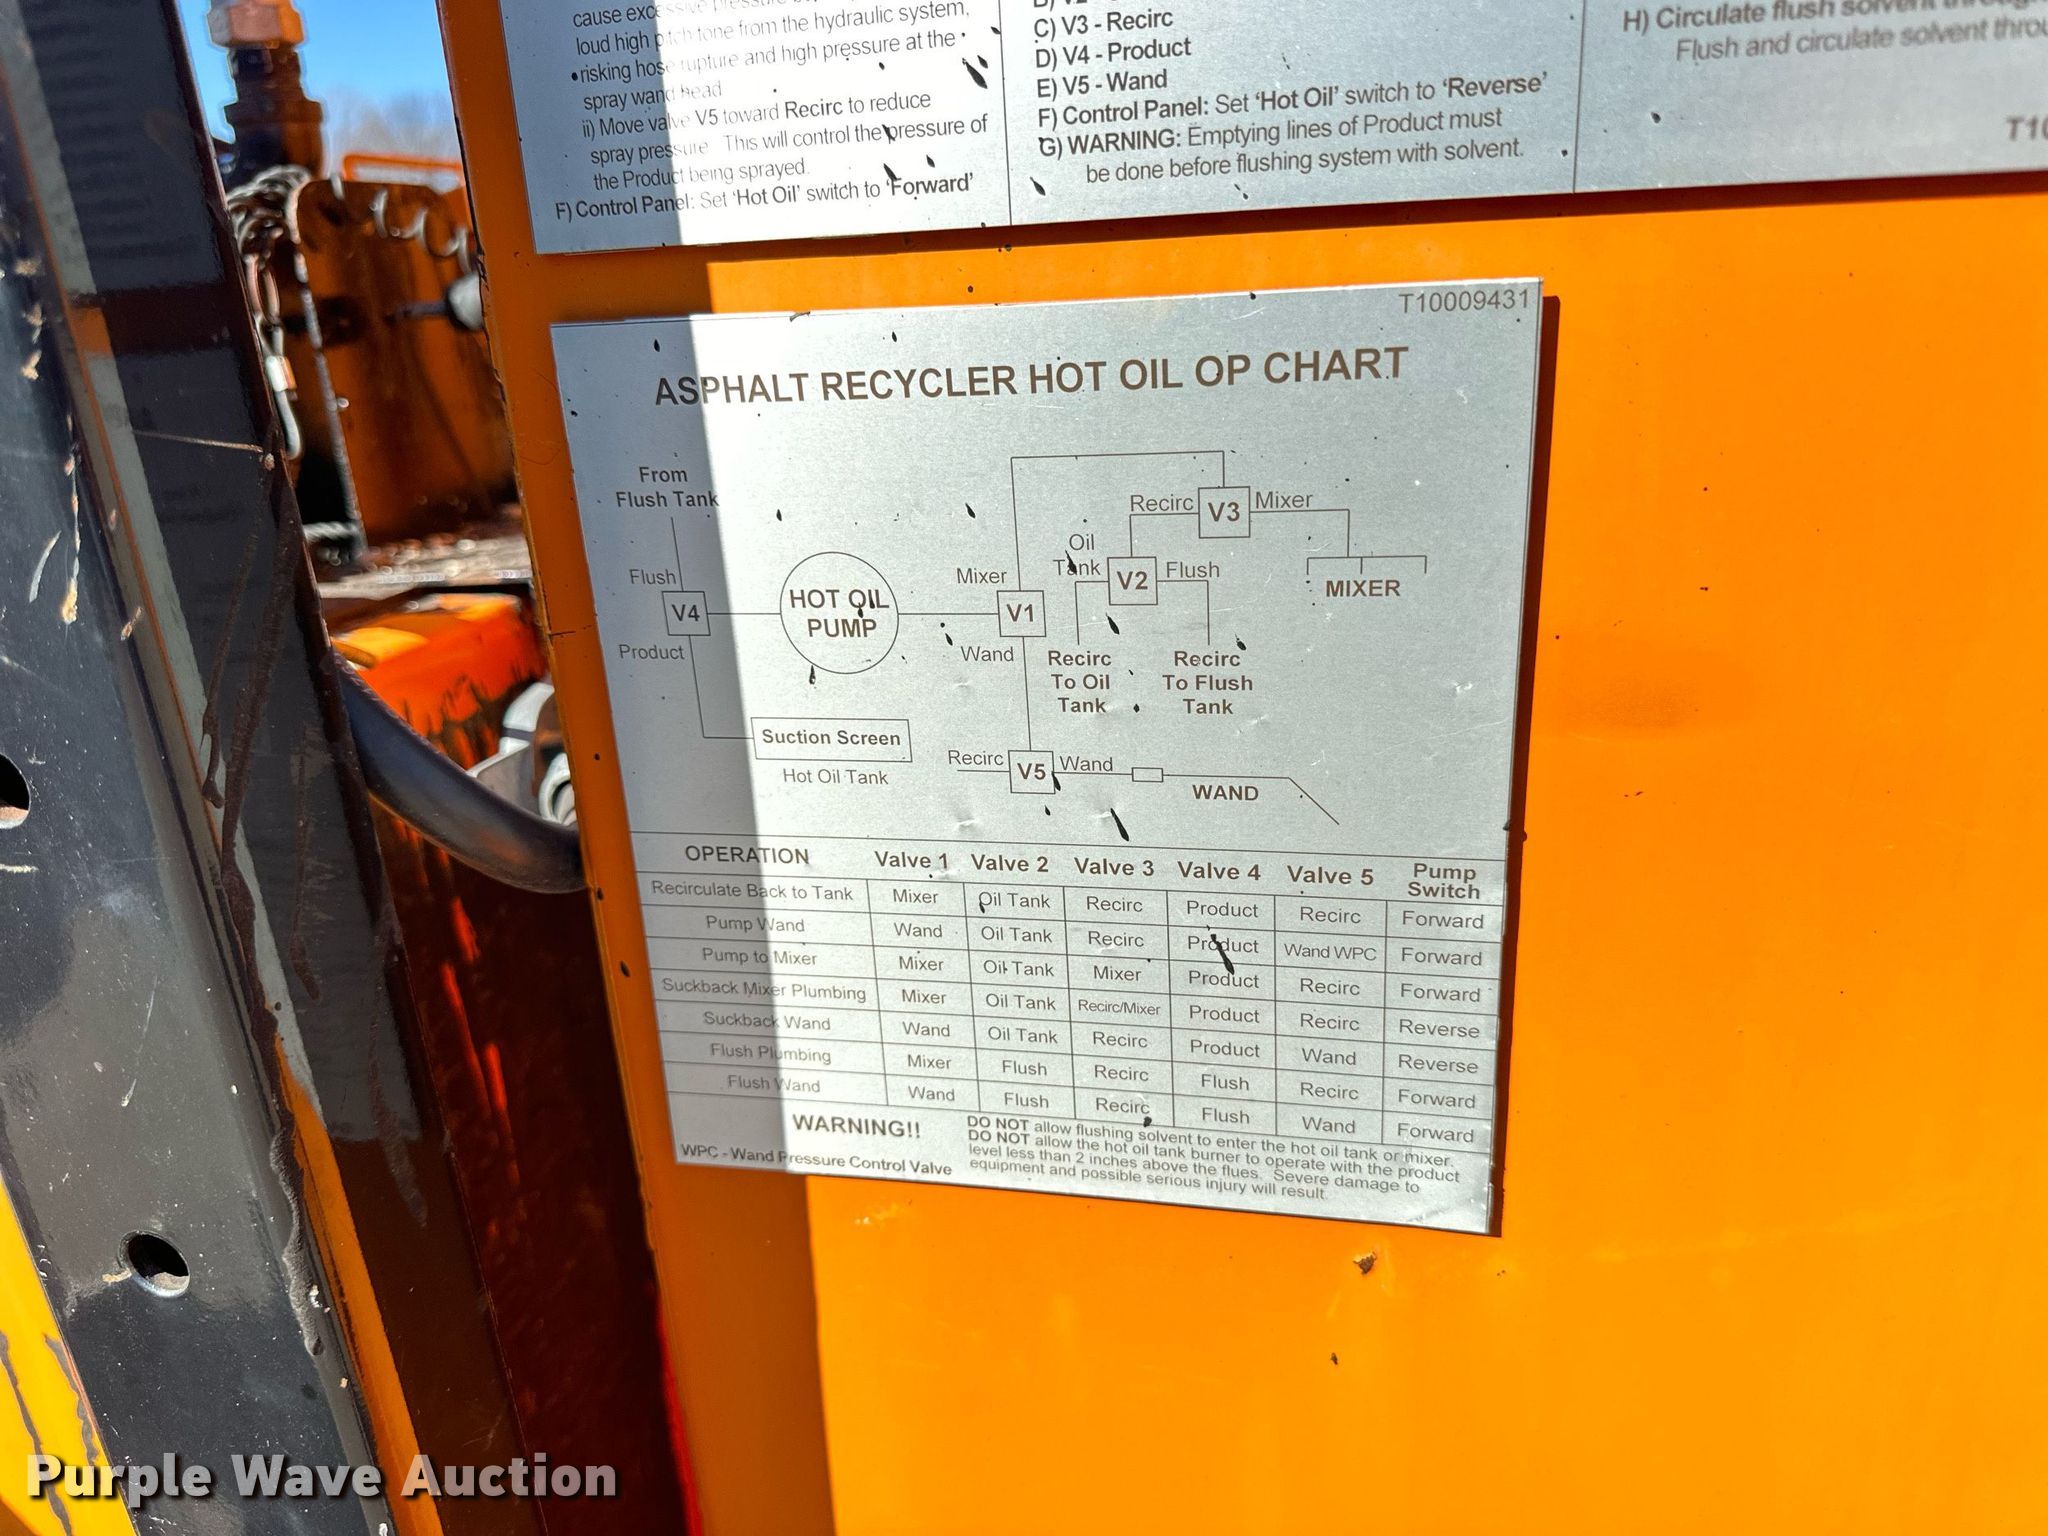 cause excessive pressure
loud high pitch tone from the hydraulic system,
risking hose rupture and high pressure at the
spray wand head
ii) Move valve V5 toward Recirc to reduce
spray pressure. This will control the pressure of
the Product being sprayed.
F) Control Panel: Set 'Hot Oil' switch to 'Forward'
C) V3 - Recirc
D) V4 - Product
E) V5 - Wand
F) Control Panel: Set 'Hot Oil' switch to 'Reverse'
G) WARNING: Emptying lines of Product must
be done before flushing system with solvent.
H) Circulate flush solvent
Flush and circulate solvent
T10009431
ASPHALT RECYCLER HOT OIL OP CHART
From
Flush Tank
Flush
V4
Product
HOT OIL
PUMP
Suction Screen
Hot Oil Tank
Mixer
V1
Wand
Recirc V3 Mixer
Oil
Tank V2 Flush
MIXER
Recirc
To Oil
Tank
Recirc
To Flush
Tank
Recirc V5 Wand
WAND
OPERATION Valve 1 Valve 2 Valve 3 Valve 4 Valve 5 Pump
Switch
Recirculate Back to Tank Mixer Oil Tank Recirc Product Recirc Forward
Pump Wand Wand Oil Tank Recirc Product Wand WPC Forward
Pump to Mixer Mixer Oil Tank Mixer Product Recirc Forward
Suckback Mixer Plumbing Mixer Oil Tank Recirc/Mixer Product Recirc Reverse
Suckback Wand Wand Oil Tank Recirc Product Wand Reverse
Flush Plumbing Mixer Flush Recirc Flush Recirc Forward
Flush Wand Wand Flush Recirc Flush Wand Forward
WARNING!!
WPC - Wand Pressure Control Valve
DO NOT allow flushing solvent to enter the hot oil tank or mixer.
DO NOT allow the hot oil tank burner to operate with the product
level less than 2 inches above the flues. Severe damage to
equipment and possible serious injury will result.
Purple Wave Auction